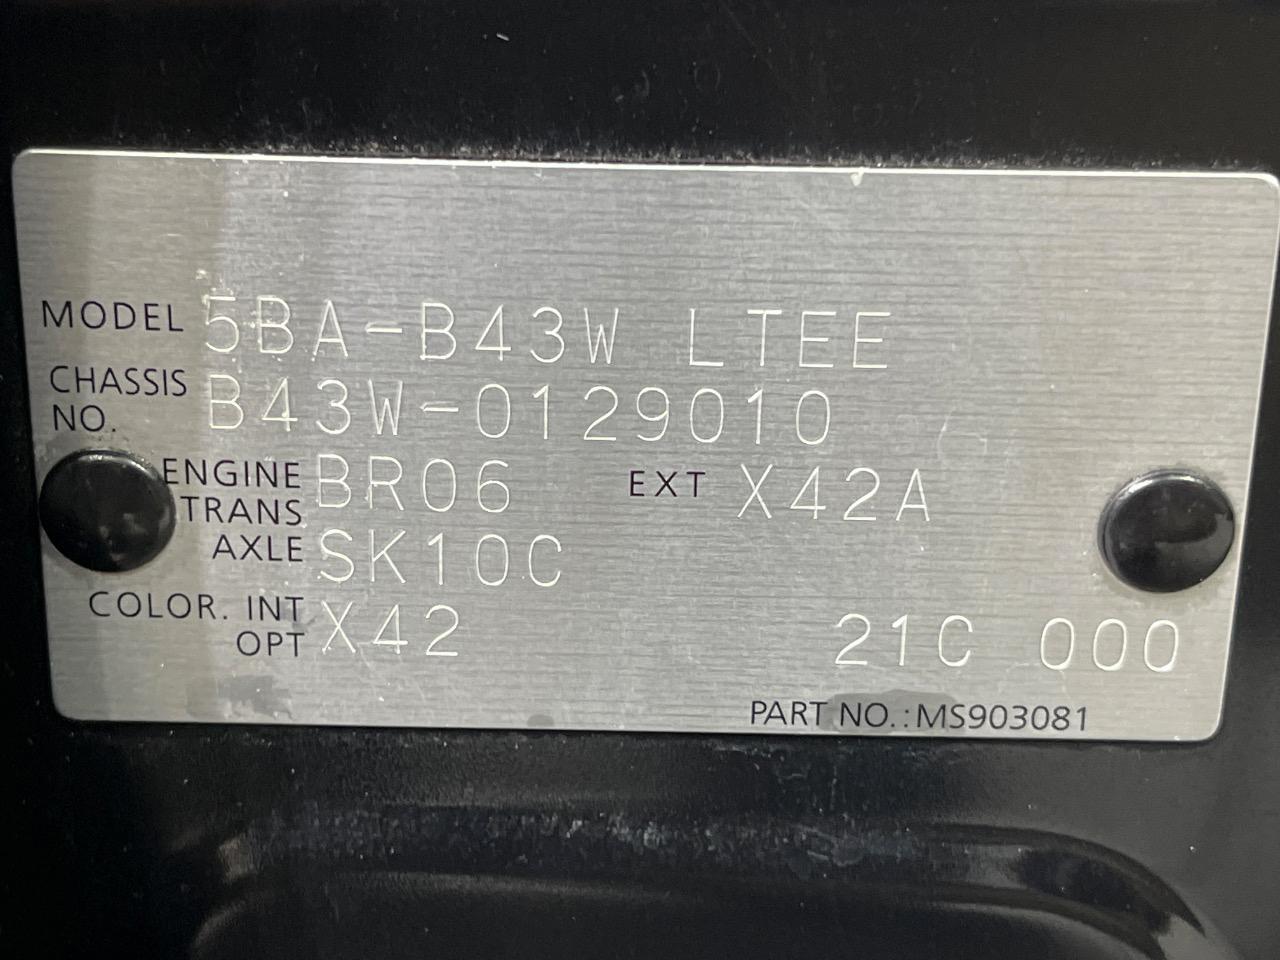 MODEL 5BA-B43W LTEE
CHASSIS NO. B43W-0129010
ENGINE BR06 EXT X42A
TRANS AXLE SK10C
COLOR. INT OPT X42 21C 000
PART NO.:MS903081